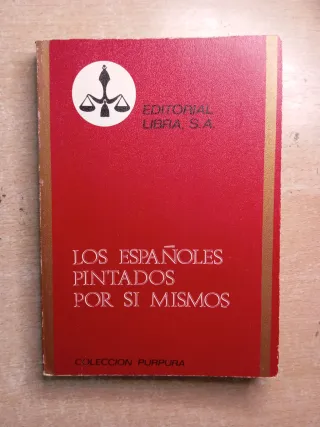 EDITORIAL
LIBRA, S.A.
LOS ESPAÑOLES
PINTADOS
POR SI MISMOS
COLECCION PURPURA